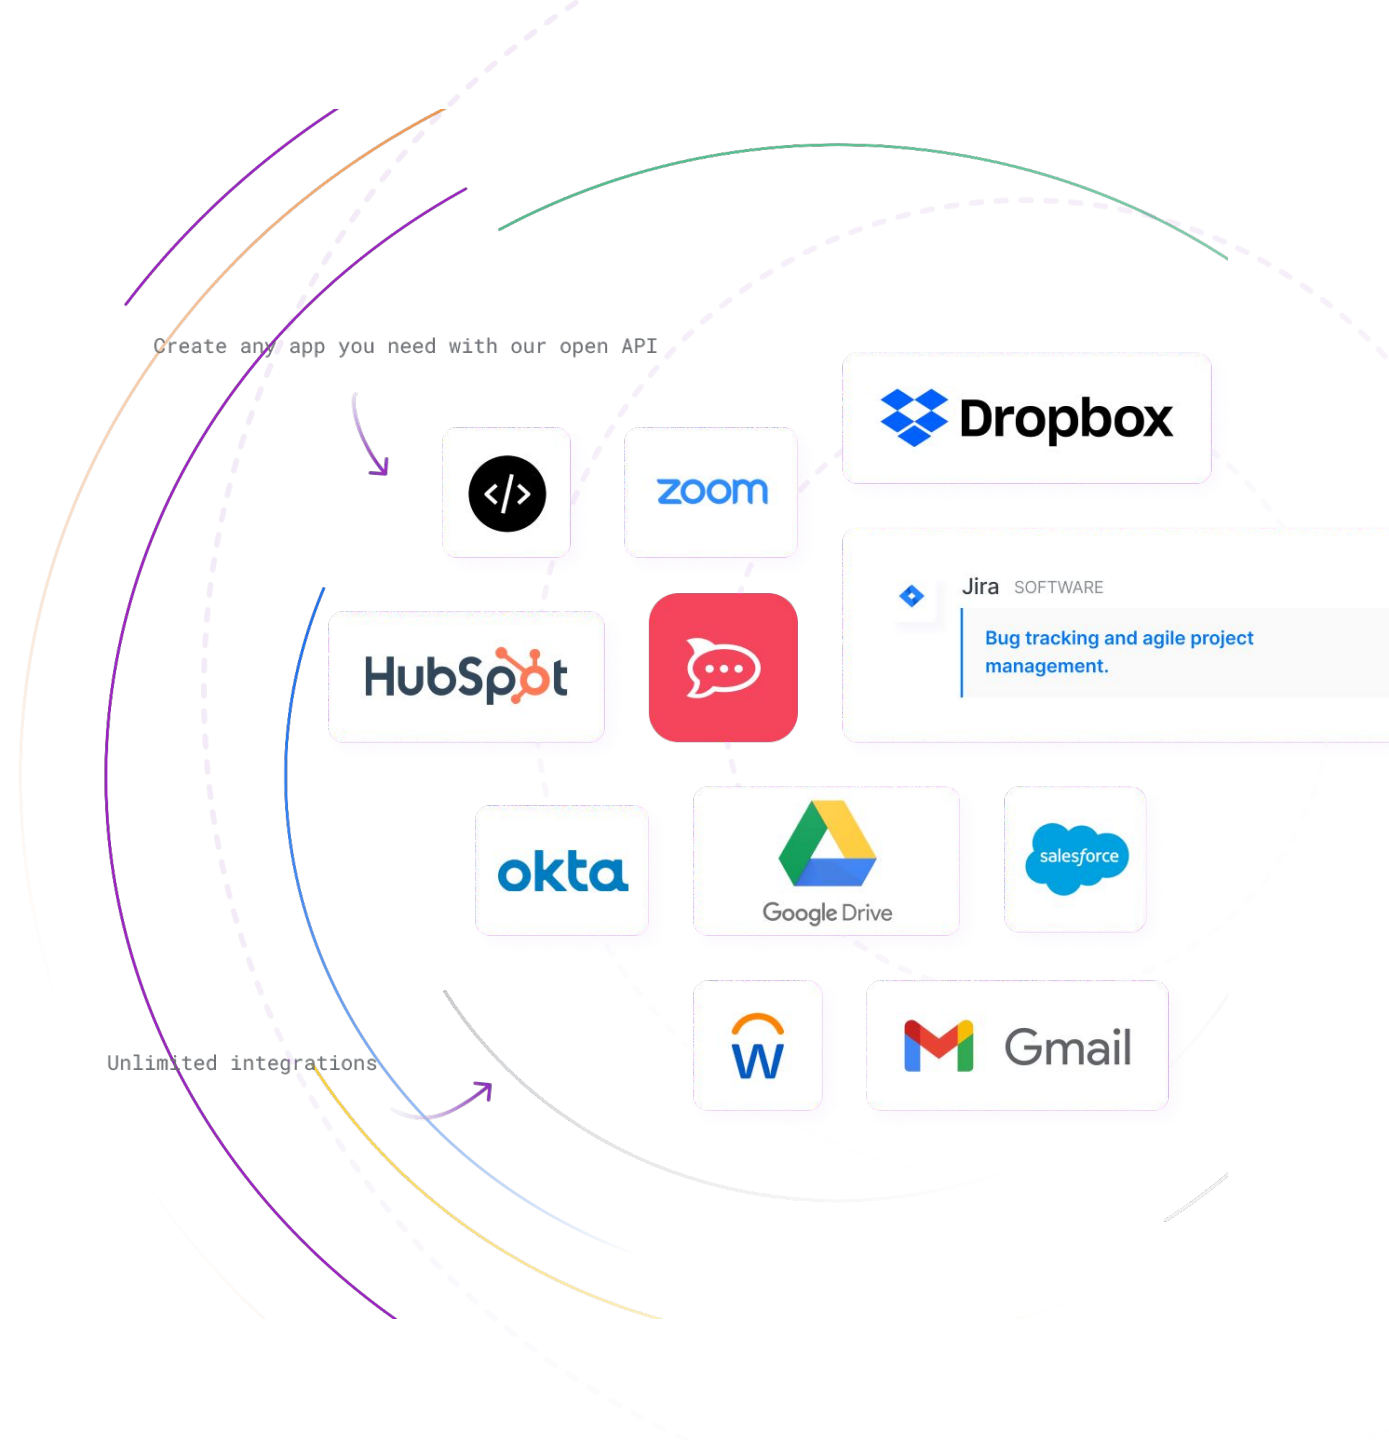 Create any app you need with our open API
Dropbox
</>
zoom
Jira SOFTWARE
Bug tracking and agile project
management.
HubSpot
okta
Google Drive
salesforce
W
Gmail
Unlimited integrations